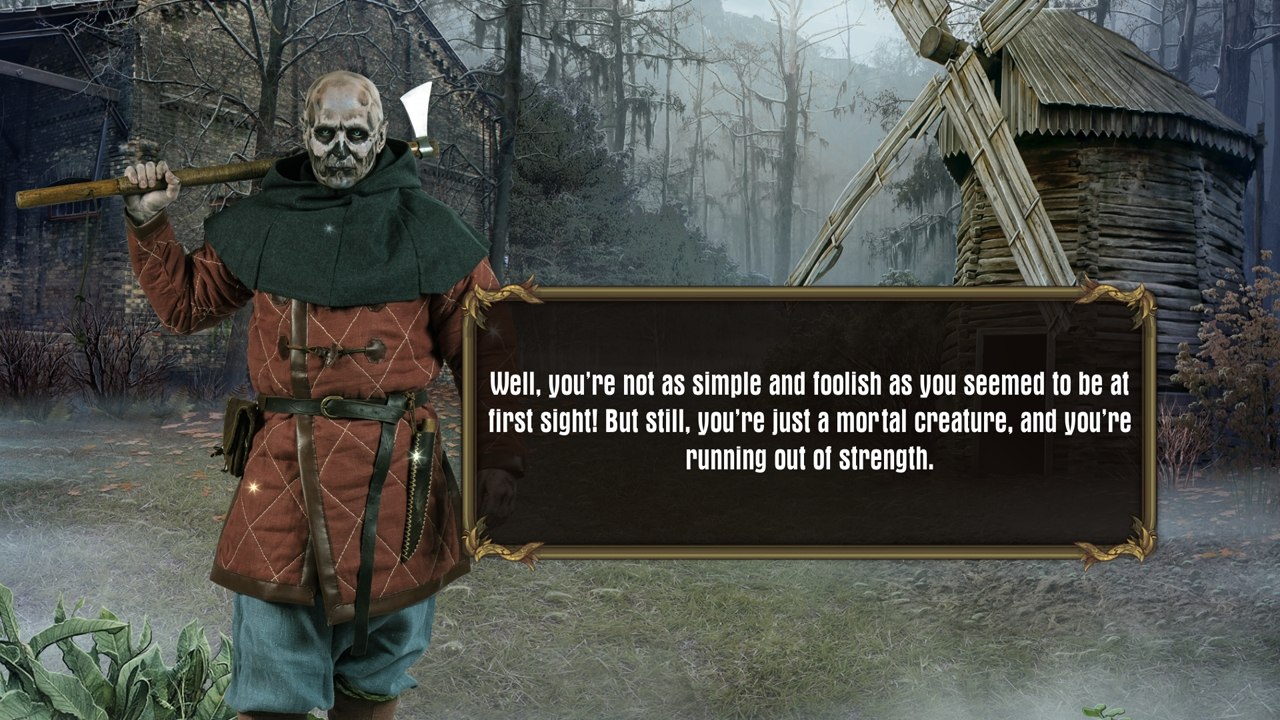 Well, you're not as simple and foolish as you seemed to be at
first sight! But still, you're just a mortal creature, and you're
running out of strength.